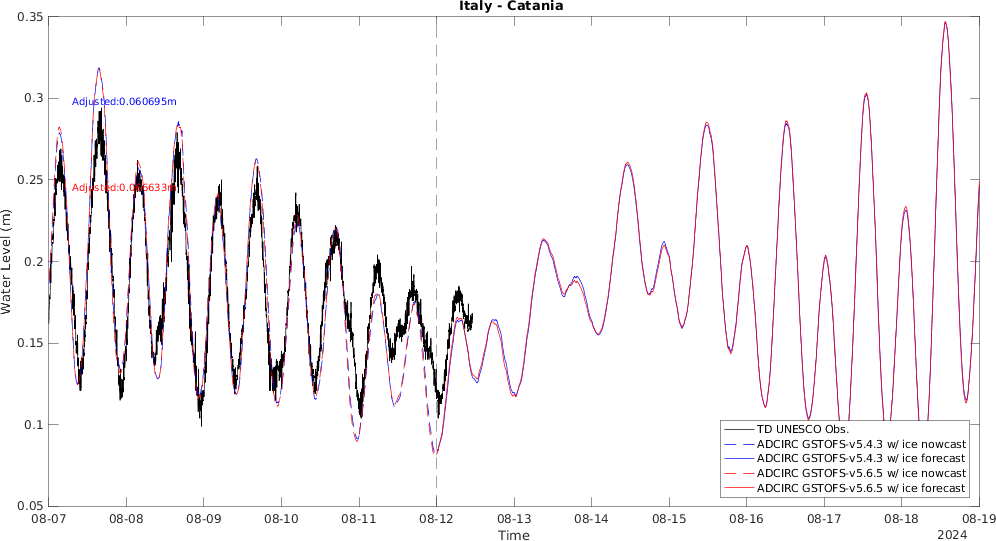 Italy - Catania
0.35
0.3
0.25
0.2
0.15
0.1
0.05
Water Level (m)
Adjusted:0.060695m
TD UNESCO Obs.
ADCIRC GSTOFS-v5.4.3 w/ ice nowcast
ADCIRC GSTOFS-v5.4.3 w/ ice forecast
ADCIRC GSTOFS-v5.6.5 w/ ice nowcast
ADCIRC GSTOFS-v5.6.5 w/ ice forecast
08-07 08-08 08-09 08-10 08-11 08-12 08-13 08-14 08-15 08-16 08-17 08-18 08-19
Time
2024